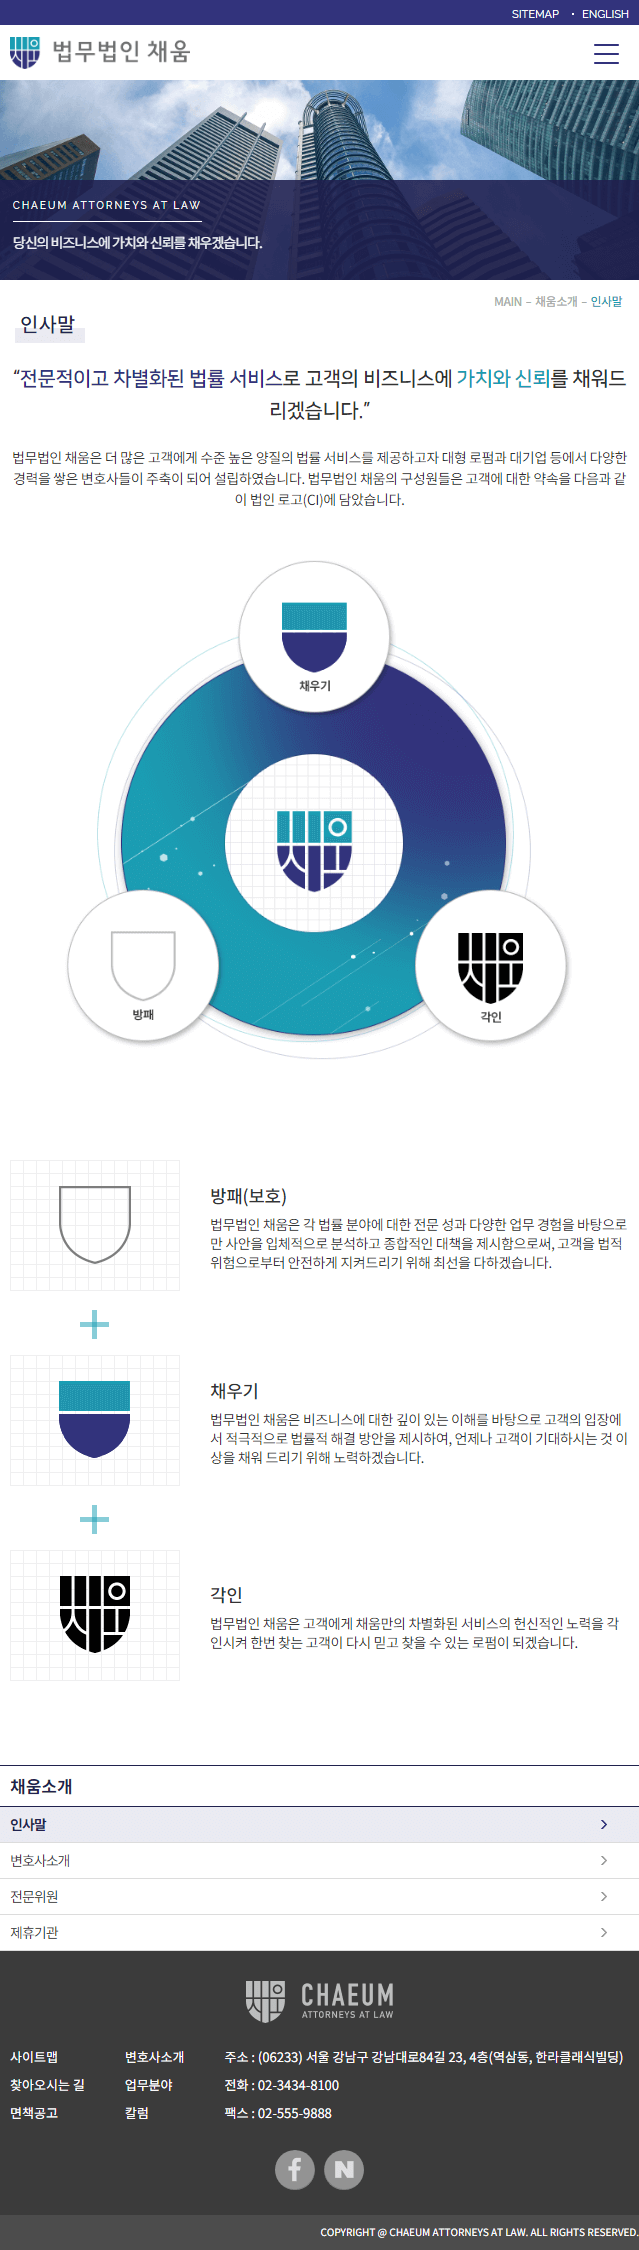 SITEMAP · ENGLISH
법무법인 채움
CHAEUM ATTORNEYS AT LAW
당신의 비즈니스에 가치와 신뢰를 채우겠습니다.
MAIN – 채움소개 – 인사말
인사말
“전문적이고 차별화된 법률 서비스로 고객의 비즈니스에 가치와 신뢰를 채워드
리겠습니다.”
법무법인 채움은 더 많은 고객에게 수준 높은 양질의 법률 서비스를 제공하고자 대형 로펌과 대기업 등에서 다양한
경력을 쌓은 변호사들이 주축이 되어 설립하였습니다. 법무법인 채움의 구성원들은 고객에 대한 약속을 다음과 같
이 법인 로고(CI)에 담았습니다.
채우기
방패
각인
방패(보호)
법무법인 채움은 각 법률 분야에 대한 전문 성과 다양한 업무 경험을 바탕으로
만 사안을 입체적으로 분석하고 종합적인 대책을 제시함으로써, 고객을 법적
위험으로부터 안전하게 지켜드리기 위해 최선을 다하겠습니다.
채우기
법무법인 채움은 비즈니스에 대한 깊이 있는 이해를 바탕으로 고객의 입장에
서 적극적으로 법률적 해결 방안을 제시하여, 언제나 고객이 기대하시는 것 이
상을 채워 드리기 위해 노력하겠습니다.
각인
법무법인 채움은 고객에게 채움만의 차별화된 서비스의 헌신적인 노력을 각
인시켜 한번 찾는 고객이 다시 믿고 찾을 수 있는 로펌이 되겠습니다.
채움소개
인사말
변호사소개
전문위원
제휴기관
CHAEUM
ATTORNEYS AT LAW
사이트맵 변호사소개 주소 : (06233) 서울 강남구 강남대로84길 23, 4층(역삼동, 한라클래식빌딩)
찾아오시는 길 업무분야 전화 : 02-3434-8100
면책공고 칼럼 팩스 : 02-555-9888
COPYRIGHT @ CHAEUM ATTORNEYS AT LAW. ALL RIGHTS RESERVED.